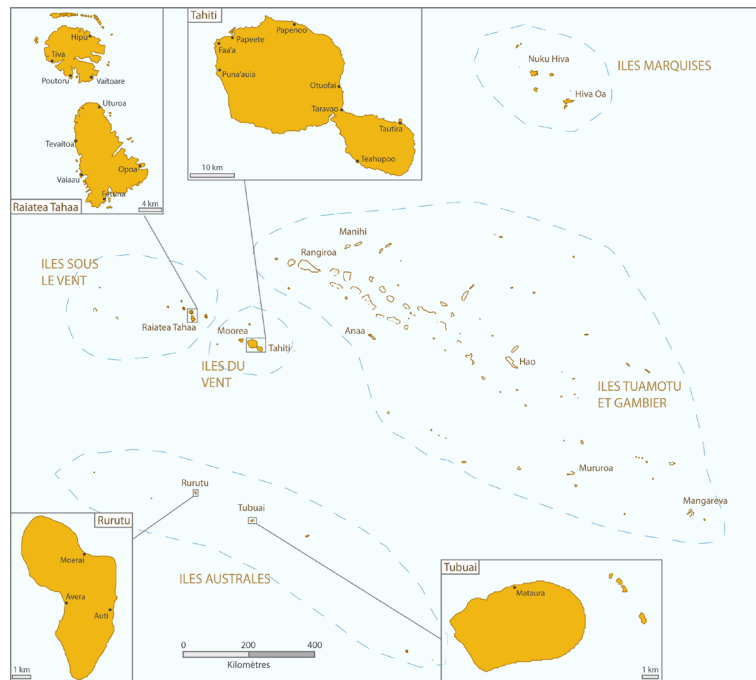 Tahiti
Hipu
Tiva
Poutoru
Vaitoare
Uturoa
Tevaitoa
Opoa
Vaiaau
Fetuna
4 km
Raiatea Tahaa
Papenoo
Papeete
Faa'a
Puna'auia
Otuofai
Taravao
Tautira
Teahupoo
10 km
Nuku Hiva
ILES MARQUISES
Hiva Oa
Manihi
Rangiroa
ILES SOUS
LE VENT
Raiatea Tahaa
Moorea
Tahiti
Anaa
ILES DU
VENT
Hao
ILES TUAMOTU
ET GAMBIER
Mururoa
Mangareva
Rurutu
Tubuai
ILES AUSTRALES
Rurutu
Moerai
Avera
Auti
1 km
0
200
400
Kilomètres
Tubuai
Mataura
1 km